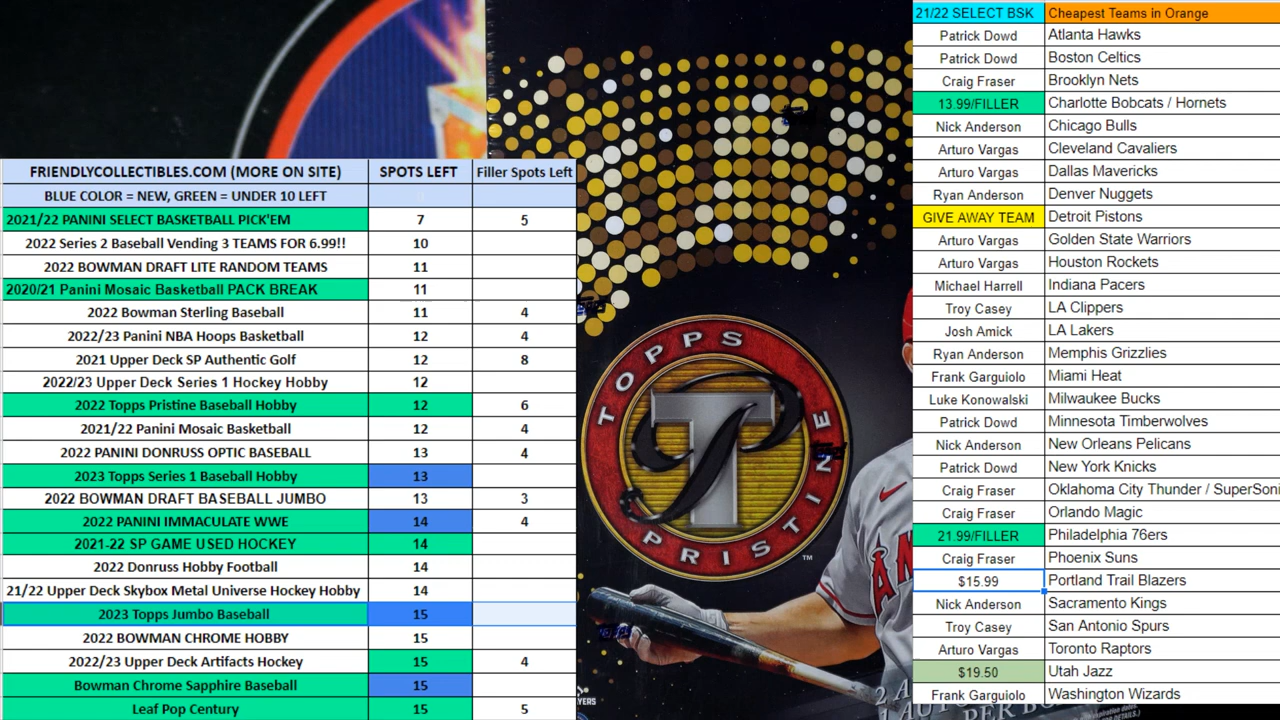 FRIENDLYCOLLECTIBLES.COM (MORE ON SITE) SPOTS LEFT Filler Spots Left
BLUE COLOR = NEW, GREEN = UNDER 10 LEFT
2021/22 PANINI SELECT BASKETBALL PICK'EM 7 5
2022 Series 2 Baseball Vending 3 TEAMS FOR 6.99!! 10
2022 BOWMAN DRAFT LITE RANDOM TEAMS 11
2020/21 Panini Mosaic Basketball PACK BREAK 11
2022 Bowman Sterling Baseball 11 4
2022/23 Panini NBA Hoops Basketball 12 4
2021 Upper Deck SP Authentic Golf 12 8
2022/23 Upper Deck Series 1 Hockey Hobby 12
2022 Topps Pristine Baseball Hobby 12 6
2021/22 Panini Mosaic Basketball 12 4
2022 PANINI DONRUSS OPTIC BASEBALL 13 4
2023 Topps Series 1 Baseball Hobby 13
2022 BOWMAN DRAFT BASEBALL JUMBO 13 3
2022 PANINI IMMACULATE WWE 14 4
2021-22 SP GAME USED HOCKEY 14
2022 Donruss Hobby Football 14
21/22 Upper Deck Skybox Metal Universe Hockey Hobby 14
2023 Topps Jumbo Baseball 15
2022 BOWMAN CHROME HOBBY 15
2022/23 Upper Deck Artifacts Hockey 15 4
Bowman Chrome Sapphire Baseball 15
Leaf Pop Century 15 5
TOPPS
TP
PRISTINE
TM
2 A
1 AUTO
PER BO
YERS
21/22 SELECT BSK Cheapest Teams in Orange
Patrick Dowd Atlanta Hawks
Patrick Dowd Boston Celtics
Craig Fraser Brooklyn Nets
13.99/FILLER Charlotte Bobcats / Hornets
Nick Anderson Chicago Bulls
Arturo Vargas Cleveland Cavaliers
Arturo Vargas Dallas Mavericks
Ryan Anderson Denver Nuggets
GIVE AWAY TEAM Detroit Pistons
Arturo Vargas Golden State Warriors
Arturo Vargas Houston Rockets
Michael Harrell Indiana Pacers
Troy Casey LA Clippers
Josh Amick LA Lakers
Ryan Anderson Memphis Grizzlies
Frank Garguiolo Miami Heat
Luke Konowalski Milwaukee Bucks
Patrick Dowd Minnesota Timberwolves
Nick Anderson New Orleans Pelicans
Patrick Dowd New York Knicks
Craig Fraser Oklahoma City Thunder / SuperSoni
Craig Fraser Orlando Magic
21.99/FILLER Philadelphia 76ers
Craig Fraser Phoenix Suns
$15.99 Portland Trail Blazers
Nick Anderson Sacramento Kings
Troy Casey San Antonio Spurs
Arturo Vargas Toronto Raptors
$19.50 Utah Jazz
Frank Garguiolo Washington Wizards